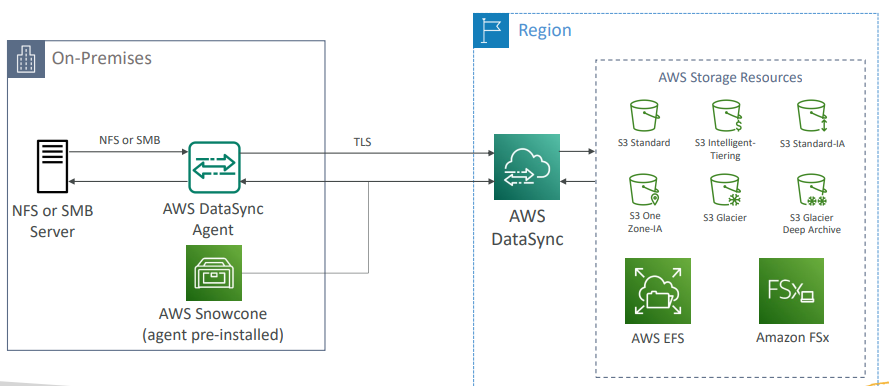 Region
On-Premises
AWS Storage Resources
NFS or SMB
TLS
S3 Standard
S3 Intelligent-
Tiering
S3 Standard-IA
NFS or SMB
Server
AWS DataSync
Agent
AWS
DataSync
S3 One
Zone-IA
S3 Glacier
S3 Glacier
Deep Archive
AWS Snowcone
(agent pre-installed)
FSx
AWS EFS
Amazon FSx